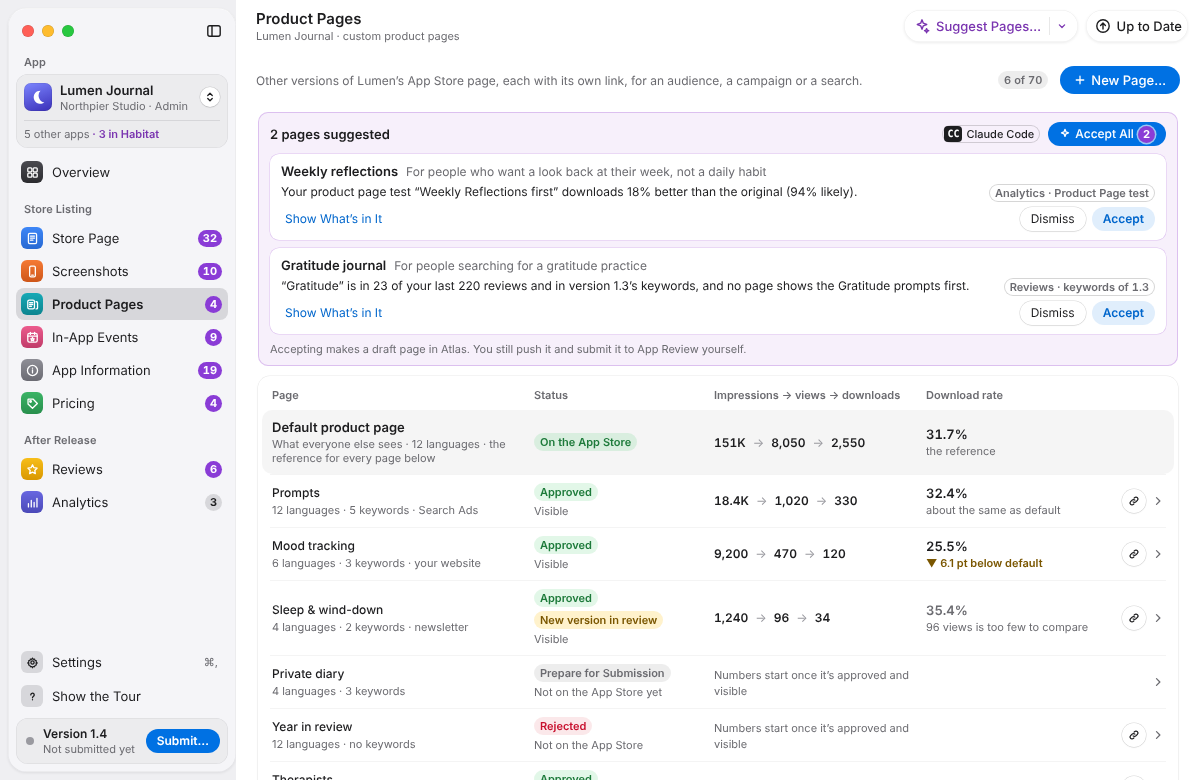 App
Lumen Journal
Northpier Studio · Admin
5 other apps · 3 in Habitat
Overview
Store Listing
Store Page 32
Screenshots 10
Product Pages 4
In-App Events 9
App Information 19
Pricing 4
After Release
Reviews 6
Analytics 3
Settings ⌘,
? Show the Tour
Version 1.4
Not submitted yet
Submit...
Product Pages
Lumen Journal · custom product pages
Suggest Pages...
Up to Date
Other versions of Lumen's App Store page, each with its own link, for an audience, a campaign or a search.
6 of 70
+ New Page...
2 pages suggested
CC Claude Code
Accept All 2
Weekly reflections For people who want a look back at their week, not a daily habit
Your product page test “Weekly Reflections first” downloads 18% better than the original (94% likely).
Analytics · Product Page test
Show What's in It
Dismiss
Accept
Gratitude journal For people searching for a gratitude practice
“Gratitude” is in 23 of your last 220 reviews and in version 1.3's keywords, and no page shows the Gratitude prompts first.
Reviews · keywords of 1.3
Show What's in It
Dismiss
Accept
Accepting makes a draft page in Atlas. You still push it and submit it to App Review yourself.
Page Status Impressions → views → downloads Download rate
Default product page
What everyone else sees · 12 languages · the
reference for every page below
On the App Store
151K → 8,050 → 2,550
31.7%
the reference
Prompts
12 languages · 5 keywords · Search Ads
Approved
Visible
18.4K → 1,020 → 330
32.4%
about the same as default
Mood tracking
6 languages · 3 keywords · your website
Approved
Visible
9,200 → 470 → 120
25.5%
▼ 6.1 pt below default
Sleep & wind-down
4 languages · 2 keywords · newsletter
Approved
New version in review
Visible
1,240 → 96 → 34
35.4%
96 views is too few to compare
Private diary
4 languages · 3 keywords
Prepare for Submission
Not on the App Store yet
Numbers start once it's approved and
visible
Year in review
12 languages · no keywords
Rejected
Not on the App Store
Numbers start once it's approved and
visible
Therapists
Approved